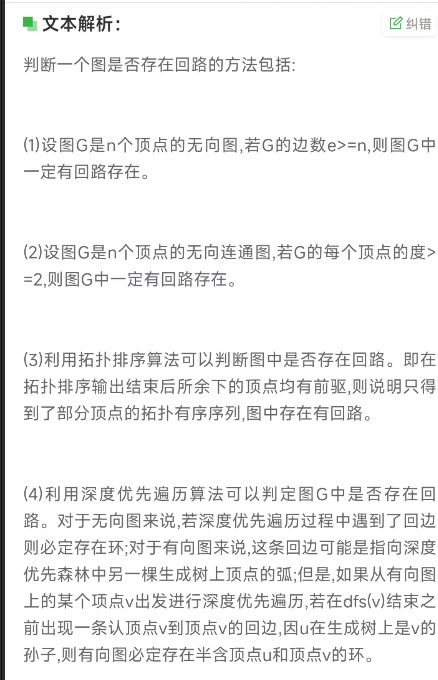 文本解析：
纠错
判断一个图是否存在回路的方法包括:
(1)设图G是n个顶点的无向图,若G的边数e>=n,则图G中
一定有回路存在。
(2)设图G是n个顶点的无向连通图,若G的每个顶点的度>
=2,则图G中一定有回路存在。
(3)利用拓扑排序算法可以判断图中是否存在回路。即在
拓扑排序输出结束后所余下的顶点均有前驱,则说明只得
到了部分顶点的拓扑有序序列,图中存在有回路。
(4)利用深度优先遍历算法可以判定图G中是否存在回
路。对于无向图来说,若深度优先遍历过程中遇到了回边
则必定存在环;对于有向图来说,这条回边可能是指向深度
优先森林中另一棵生成树上顶点的弧;但是,如果从有向图
上的某个项点v出发进行深度优先遍历,若在dfs(v)结束之
前出现一条认顶点v到顶点v的回边,因u在生成树上是v的
孙子,则有向图必定存在半含顶点u和顶点v的环。